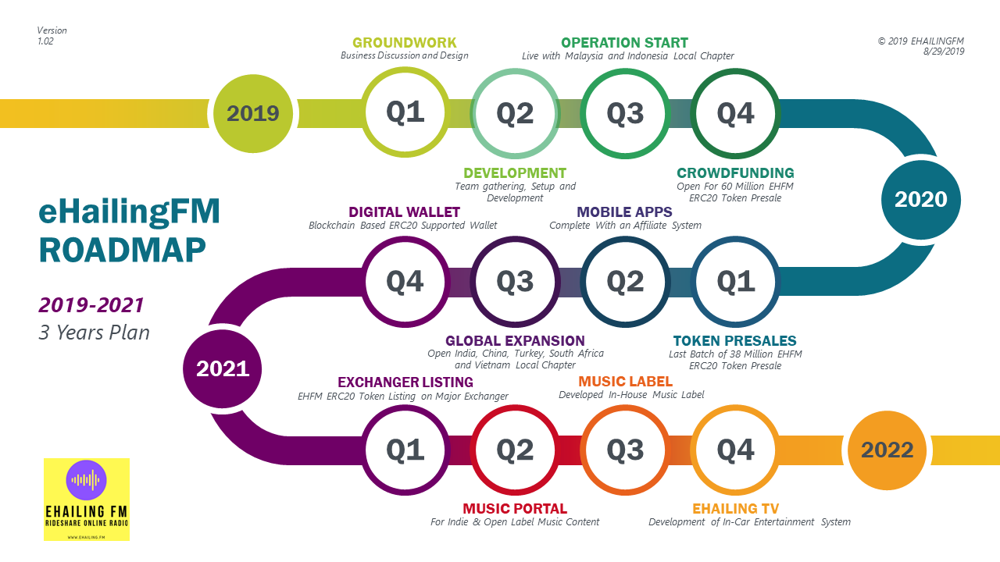 Version
1.02
© 2019 EHAILINGFM
8/29/2019
GROUNDWORK
Business Discussion and Design
OPERATION START
Live with Malaysia and Indonesia Local Chapter
2019
Q1
Q2
Q3
Q4
DEVELOPMENT
Team gathering, Setup and
Development
CROWDFUNDING
Open For 60 Million EHFM
ERC20 Token Presale
2020
eHailingFM
ROADMAP
2019-2021
3 Years Plan
DIGITAL WALLET
Blockchain Based ERC20 Supported Wallet
MOBILE APPS
Complete With an Affiliate System
Q4
Q3
Q2
Q1
GLOBAL EXPANSION
Open India, China, Turkey, South Africa
and Vietnam Local Chapter
TOKEN PRESALES
Last Batch of 38 Million EHFM
ERC20 Token Presale
2021
EXCHANGER LISTING
EHFM ERC20 Token Listing on Major Exchanger
MUSIC LABEL
Developed In-House Music Label
Q1
Q2
Q3
Q4
2022
MUSIC PORTAL
For Indie & Open Label Music Content
EHAILING TV
Development of In-Car Entertainment System
EHAILING FM
RIDESHARE ONLINE RADIO
WWW.EHAILING.FM